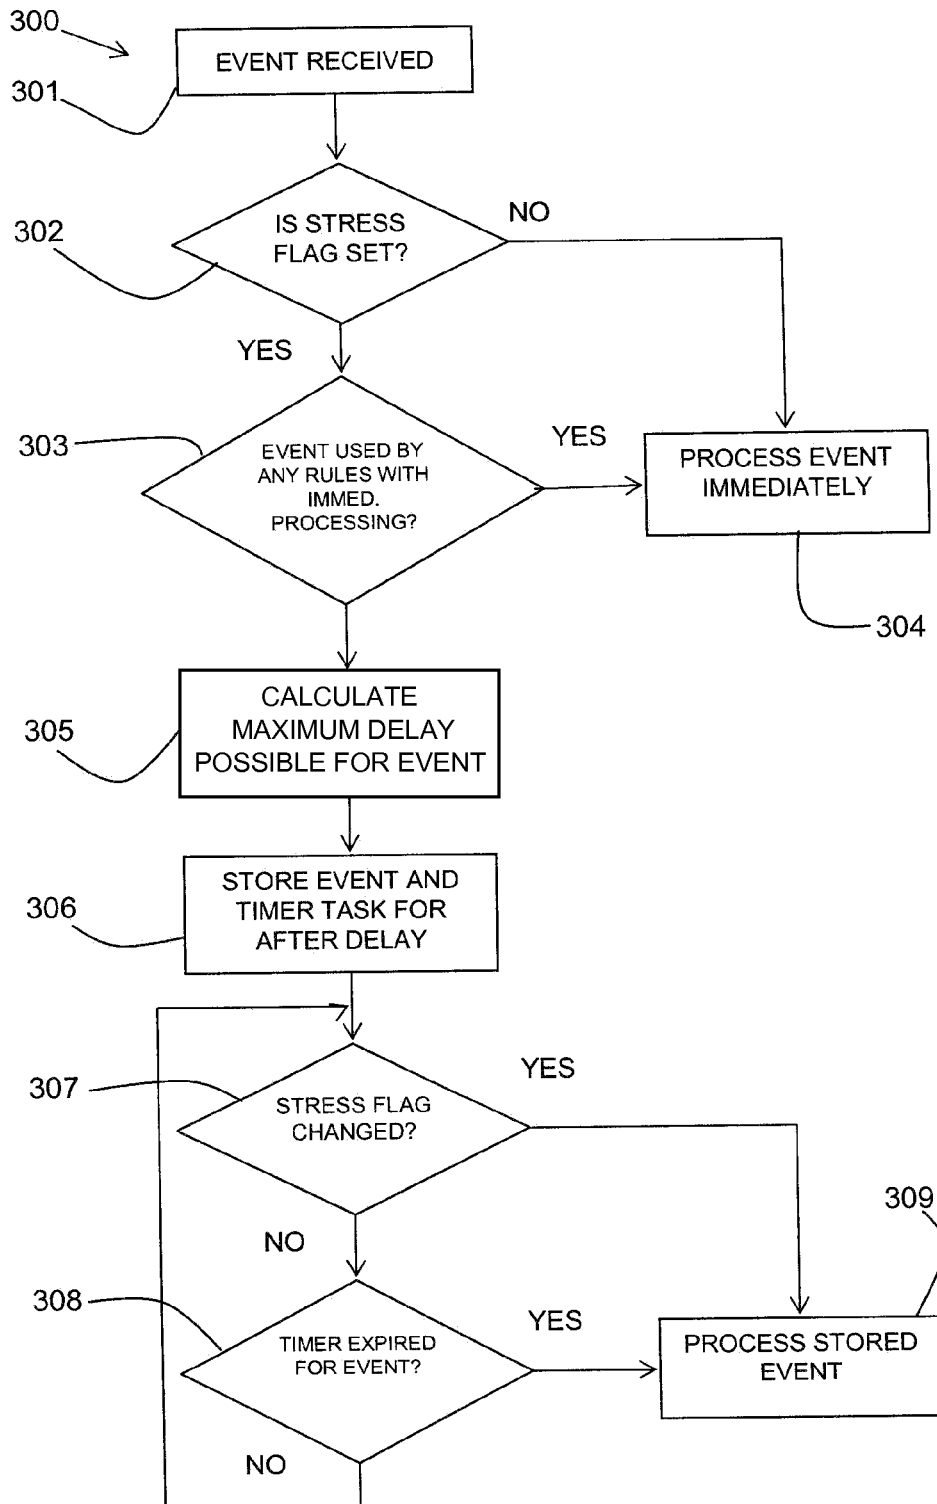 300
EVENT RECEIVED
301
IS STRESS
FLAG SET?
NO
302
YES
303
EVENT USED BY
ANY RULES WITH
IMMED.
PROCESSING?
YES
PROCESS EVENT
IMMEDIATELY
304
CALCULATE
MAXIMUM DELAY
POSSIBLE FOR EVENT
305
STORE EVENT AND
TIMER TASK FOR
AFTER DELAY
306
307
STRESS FLAG
CHANGED?
YES
309
NO
308
TIMER EXPIRED
FOR EVENT?
YES
PROCESS STORED
EVENT
NO